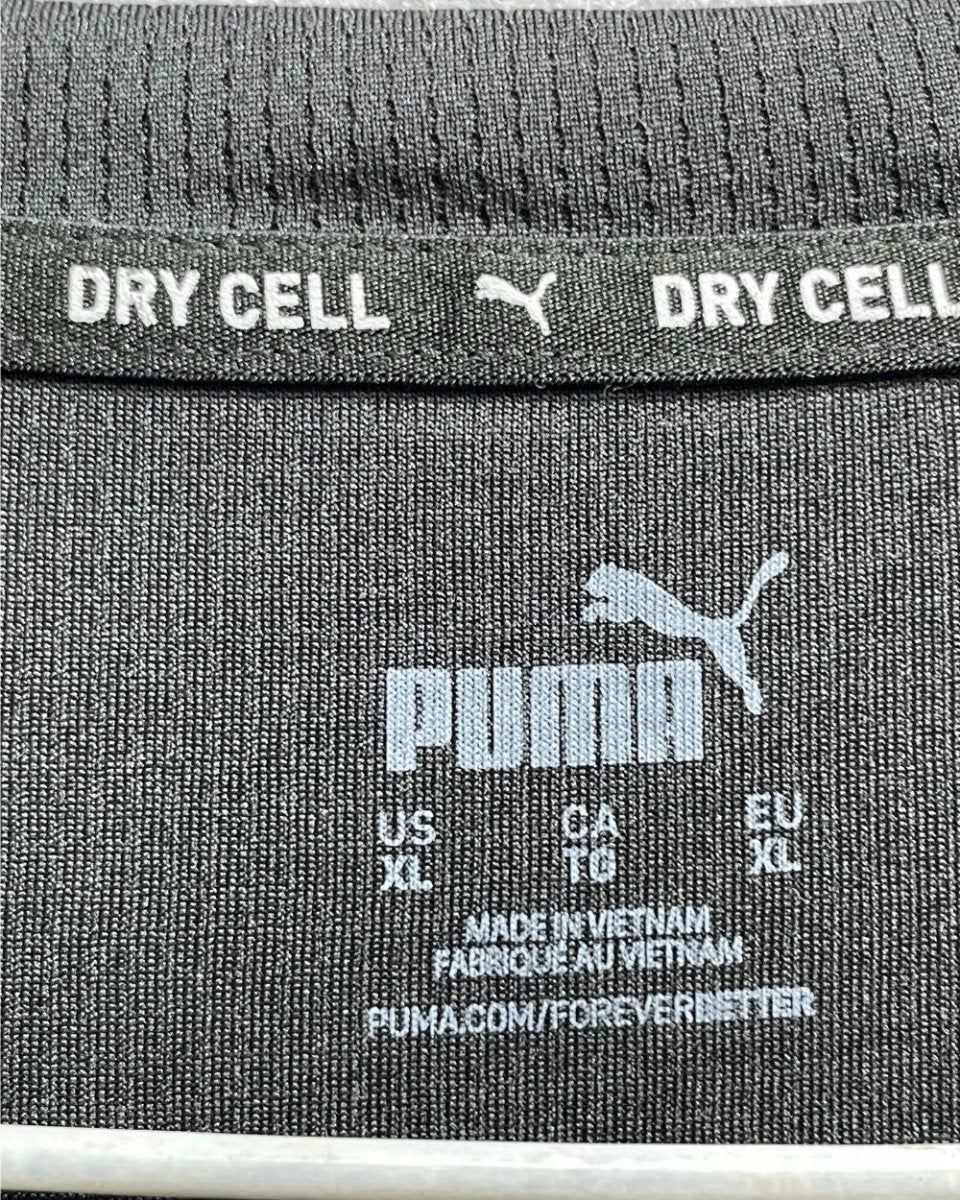 DRY CELL DRY CELL
PUMA
US CA EU
XL TG XL
MADE IN VIETNAM
FABRIQUÉ AU VIETNAM
PUMA.COM/FOREVERBETTER